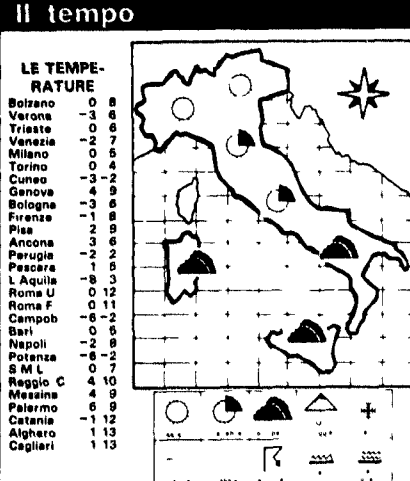 Il tempo
LE TEMPE-
RATURE
Bolzano 0 8
Verona -3 6
Trieste 0 6
Venezia -2 7
Milano 0 5
Torino 0 4
Cuneo -3 -2
Genova 4 9
Bologna -3 6
Firenze -1 8
Pisa 2 9
Ancona 3 6
Perugia -2 2
Pescara 1 5
L Aquila -8 3
Roma U 0 12
Roma F 0 11
Campob -6 -2
Bari 0 5
Napoli -2 8
Potenza -6 -2
S M L 0 7
Reggio C 4 10
Messina 4 9
Palermo 6 9
Catania -1 12
Alghero 1 13
Cagliari 1 13